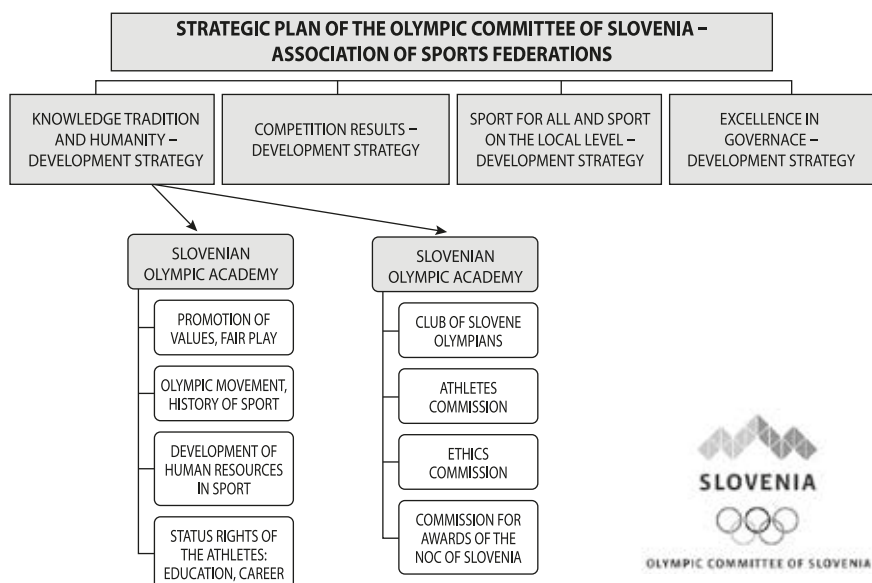 STRATEGIC PLAN OF THE OLYMPIC COMMITTEE OF SLOVENIA –
ASSOCIATION OF SPORTS FEDERATIONS
KNOWLEDGE TRADITION
AND HUMANITY –
DEVELOPMENT STRATEGY
COMPETITION RESULTS –
DEVELOPMENT STRATEGY
SPORT FOR ALL AND SPORT
ON THE LOCAL LEVEL –
DEVELOPMENT STRATEGY
EXCELLENCE IN
GOVERNACE –
DEVELOPMENT STRATEGY
SLOVENIAN
OLYMPIC ACADEMY
PROMOTION OF
VALUES, FAIR PLAY
OLYMPIC MOVEMENT,
HISTORY OF SPORT
DEVELOPMENT OF
HUMAN RESOURCES
IN SPORT
STATUS RIGHTS OF
THE ATHLETES:
EDUCATION, CAREER
SLOVENIAN
OLYMPIC ACADEMY
CLUB OF SLOVENE
OLYMPIANS
ATHLETES
COMMISSION
ETHICS
COMMISSION
COMMISSION FOR
AWARDS OF THE
NOC OF SLOVENIA
SLOVENIA
OLYMPIC COMMITTEE OF SLOVENIA